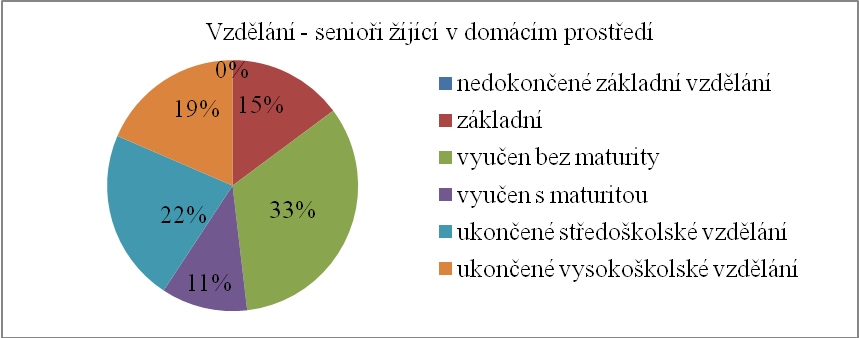 Vzdělání - senioři žíjící v domácím prostředí
0%
15%
19%
33%
22%
11%
nedokončené základní vzdělání
základní
vyučen bez maturity
vyučen s maturitou
ukončené středoškolské vzdělání
ukončené vysokoškolské vzdělání